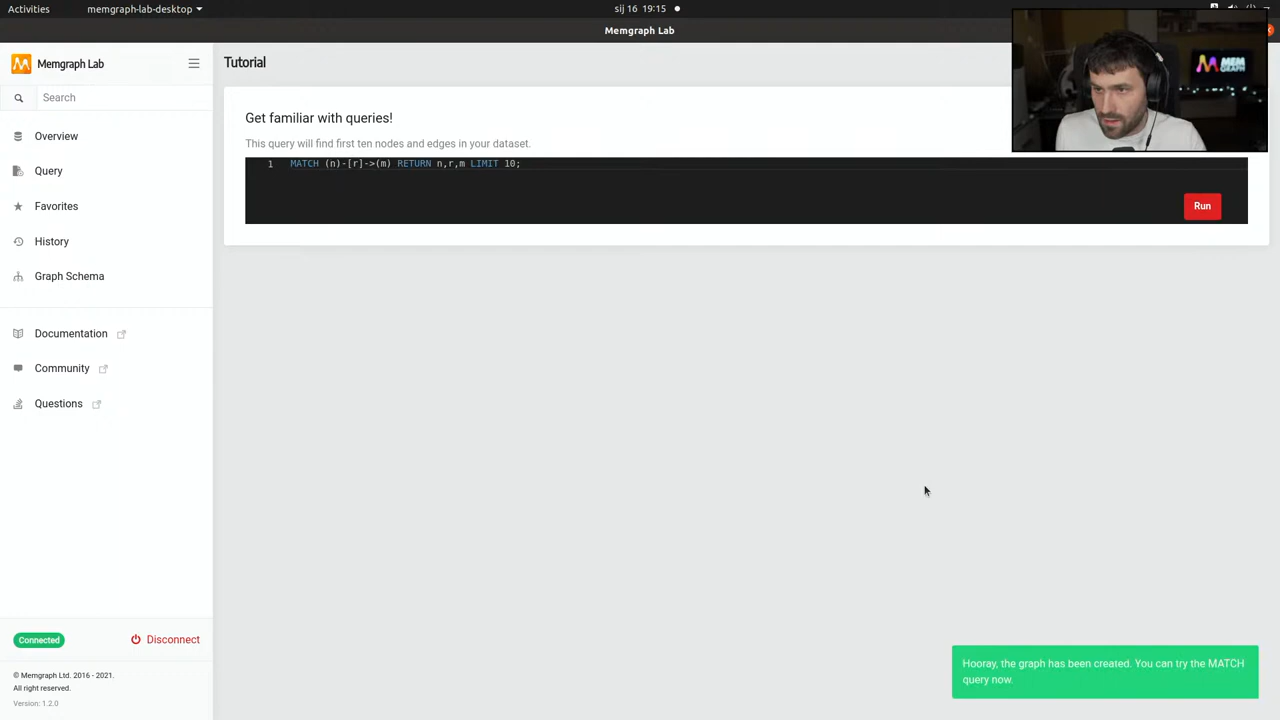 Activities
memgraph-lab-desktop
sij 16 19:15
Memgraph Lab
Memgraph Lab
Search
Overview
Query
Favorites
History
Graph Schema
Documentation
Community
Questions
Connected
Disconnect
© Memgraph Ltd. 2016 - 2021.
All right reserved.
Version: 1.2.0
Tutorial
Get familiar with queries!
This query will find first ten nodes and edges in your dataset.
1 MATCH (n)-[r]->(m) RETURN n,r,m LIMIT 10;
Run
MEM
GRAPH
Hooray, the graph has been created. You can try the MATCH
query now.